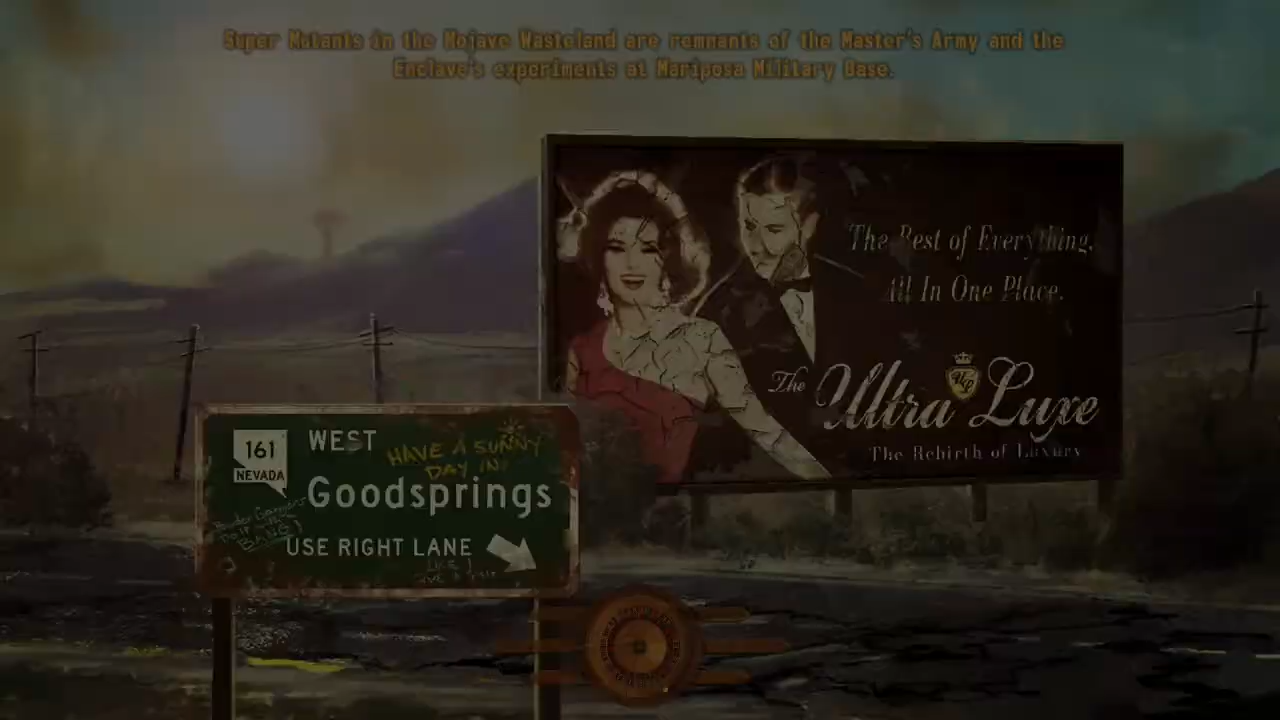 Super Mutants in the Mojave Wasteland are remnants of the Master's Army and the
Enclave's experiments at Mariposa Military Base.
The Best of Everything.
All In One Place.
The Ultra Luxe
The Rebirth of Luxury
161
NEVADA
WEST
HAVE A SUNNY
DAY IN
Goodsprings
USE RIGHT LANE